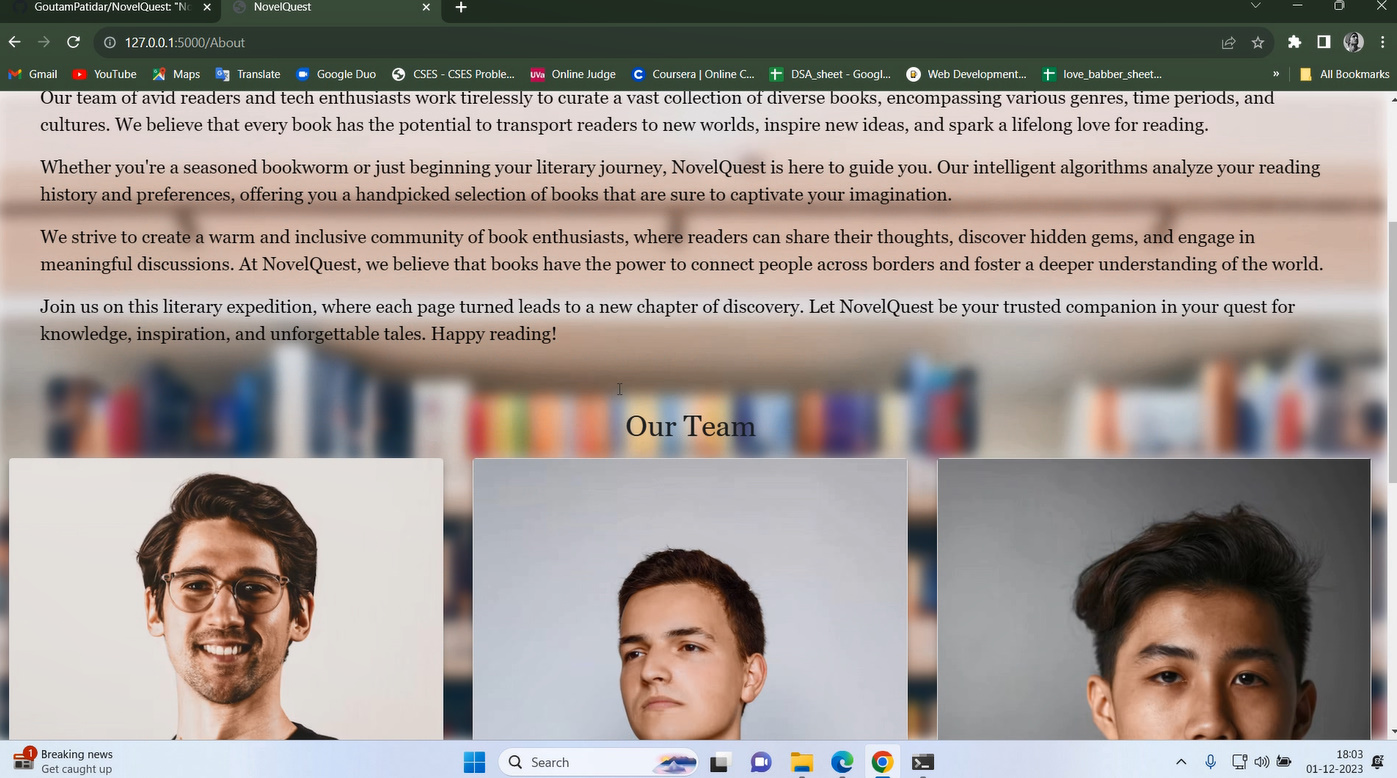 GoutamPatidar/NovelQuest: "No
NovelQuest
127.0.0.1:5000/About
Gmail
YouTube
Maps
Translate
Google Duo
CSES - CSES Proble...
UVa
Online Judge
Coursera | Online C...
DSA_sheet - Googl...
Web Development...
love_babber_sheet...
»
All Bookmarks
Our team of avid readers and tech enthusiasts work tirelessly to curate a vast collection of diverse books, encompassing various genres, time periods, and
cultures. We believe that every book has the potential to transport readers to new worlds, inspire new ideas, and spark a lifelong love for reading.
Whether you're a seasoned bookworm or just beginning your literary journey, NovelQuest is here to guide you. Our intelligent algorithms analyze your reading
history and preferences, offering you a handpicked selection of books that are sure to captivate your imagination.
We strive to create a warm and inclusive community of book enthusiasts, where readers can share their thoughts, discover hidden gems, and engage in
meaningful discussions. At NovelQuest, we believe that books have the power to connect people across borders and foster a deeper understanding of the world.
Join us on this literary expedition, where each page turned leads to a new chapter of discovery. Let NovelQuest be your trusted companion in your quest for
knowledge, inspiration, and unforgettable tales. Happy reading!
Our Team
1
Breaking news
Get caught up
Search
18:03
01-12-2023